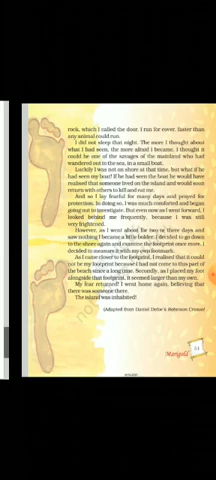 rock, which I called the door. I run for cover, faster than
any animal could run.
I did not sleep that night. The more I thought about
what I had seen, the more afraid I became. I thought it
could be one of the savages of the mainland who had
wandered out to the sea, in a small boat.
Luckily I was not on shore at that time, but what if he
had seen my boat! If he had seen the boat he would have
realised that someone lived on the island and would soon
return with others to kill and eat me.
And so I lay fearful for many days and prayed for
protection. In doing so, I was much comforted and began
going out to investigate. But even now as I went forward, I
looked behind me frequently, because I was still
very frightened.
However, as I went about for two or three days and
saw nothing I became a little bolder. I decided to go down
to the shore again and examine the footprint once more. I
decided to measure it with my own footmark.
As I came closer to the footprint, I realised that it could
not be my footprint because I had not come to this part of
the beach since a long time. Secondly, as I placed my foot
alongside that footprint, it seemed larger than my own.
My fear returned! I went home again, believing that
there was someone there.
The island was inhabited!
(Adapted from Daniel Defoe's Robinson Crusoe)
Marigold